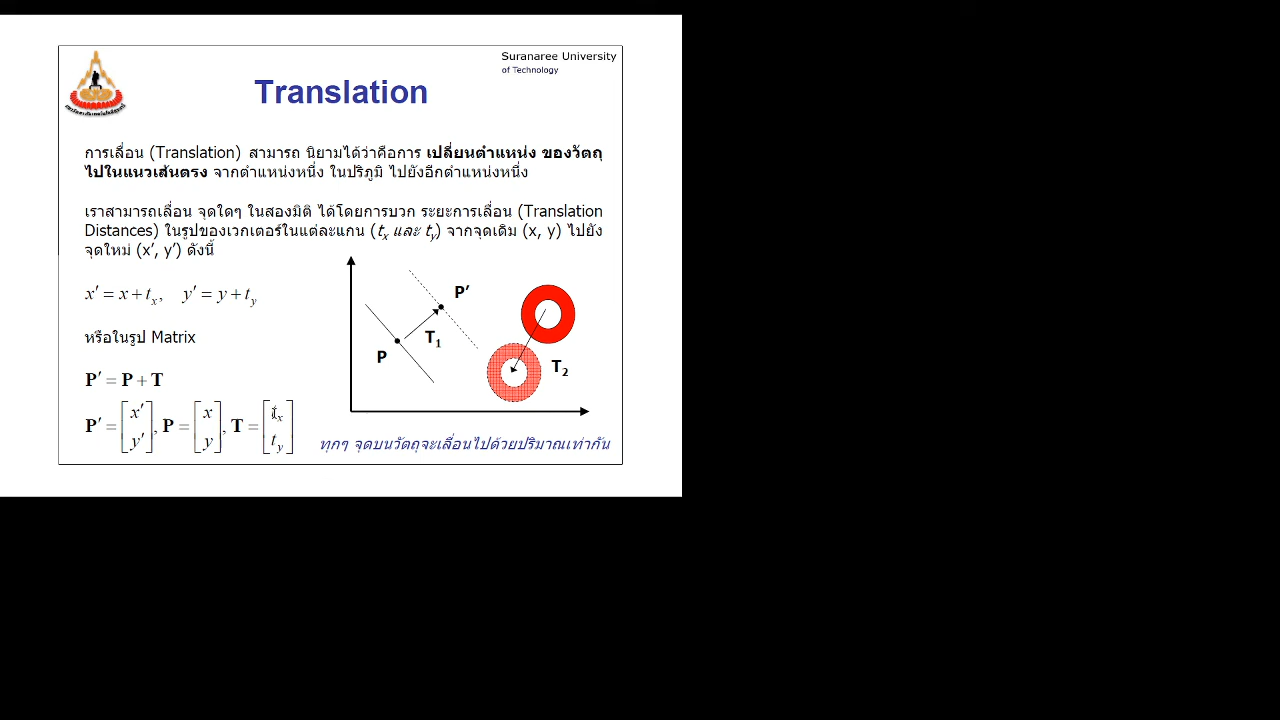 Suranaree University
of Technology
Translation
การเลื่อน (Translation) สามารถ นิยามได้ว่าคือการ เปลี่ยนตำแหน่ง ของวัตถุ
ไปในแนวเส้นตรง จากตำแหน่งหนึ่ง ในปริภูมิ ไปยังอีกตำแหน่งหนึ่ง
เราสามารถเลื่อน จุดใดๆ ในสองมิติ ได้โดยการบวก ระยะการเลื่อน (Translation
Distances) ในรูปของเวกเตอร์ในแต่ละแกน (tx และ ty) จากจุดเดิม (x, y) ไปยัง
จุดใหม่ (x′, y′) ดังนี้
x′ = x + tx, y′ = y + ty
หรือในรูป Matrix
P′ = P + T
P′ = [x′ y′], P = [x y], T = [tx ty]
P′
T1
P
T2
ทุกๆ จุดบนวัตถุจะเลื่อนไปด้วยปริมาณเท่ากัน